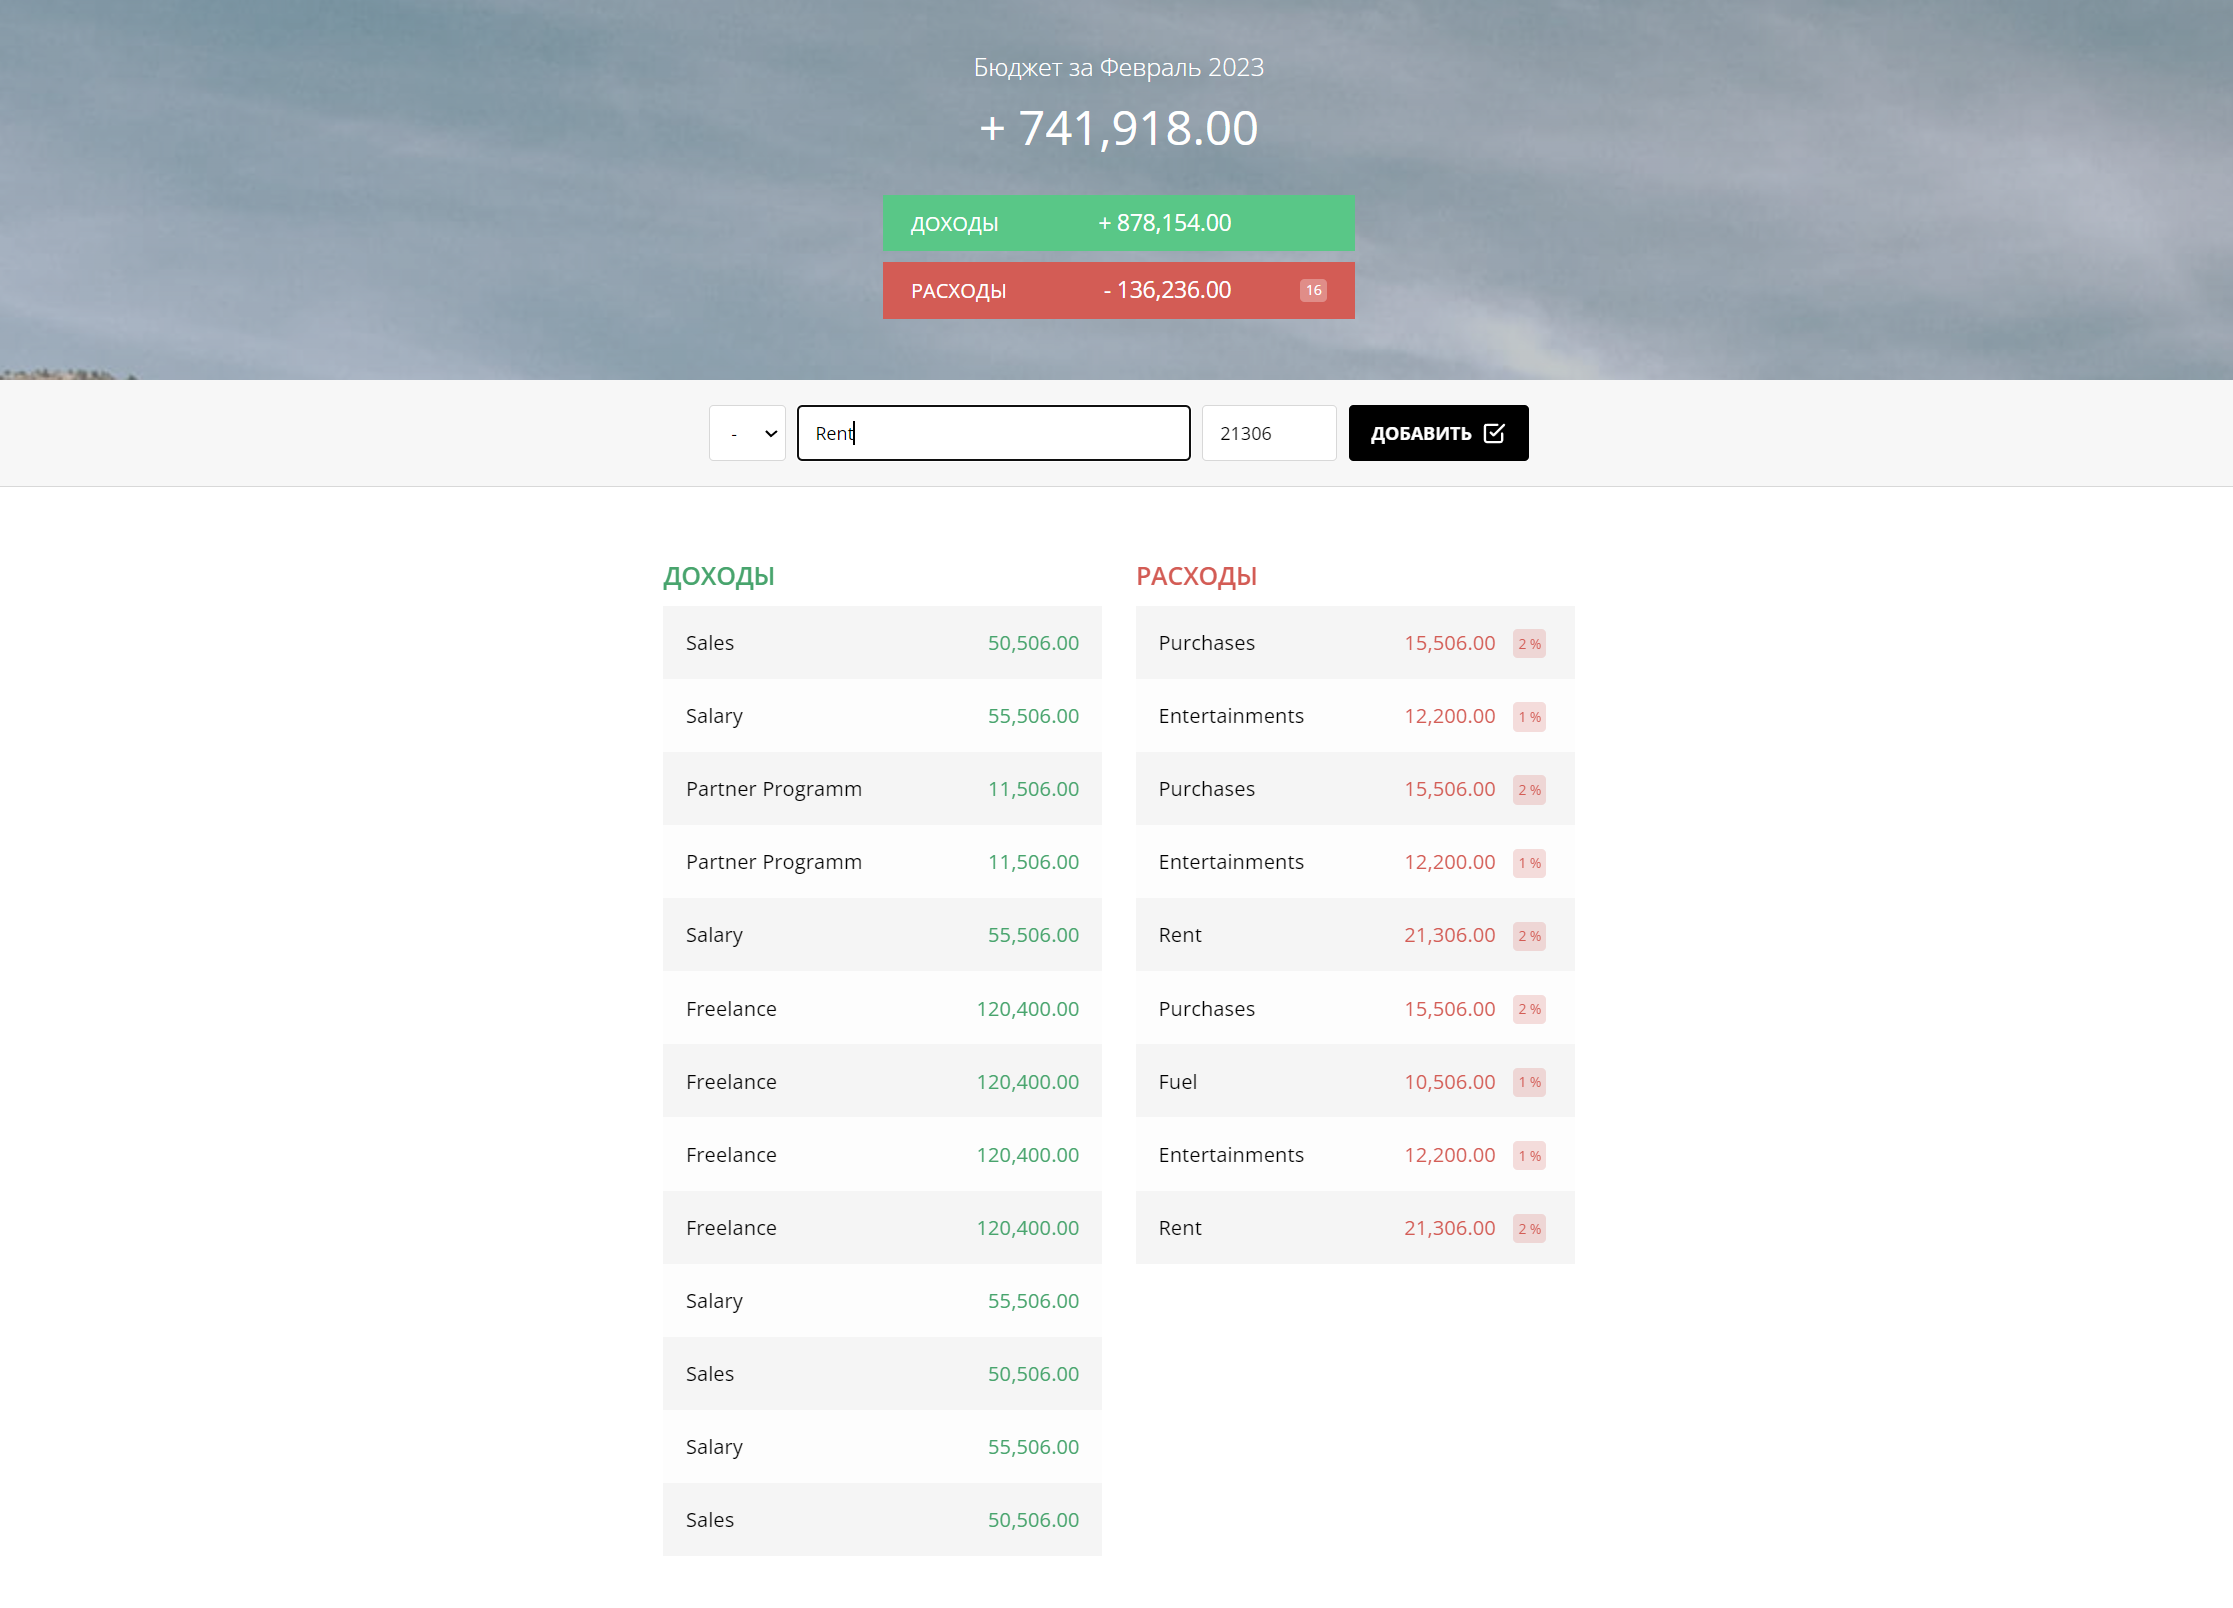 Бюджет за Февраль 2023
+ 741,918.00
ДОХОДЫ + 878,154.00
РАСХОДЫ - 136,236.00 16
- Rent 21306 ДОБАВИТЬ
ДОХОДЫ
Sales 50,506.00
Salary 55,506.00
Partner Programm 11,506.00
Partner Programm 11,506.00
Salary 55,506.00
Freelance 120,400.00
Freelance 120,400.00
Freelance 120,400.00
Freelance 120,400.00
Salary 55,506.00
Sales 50,506.00
Salary 55,506.00
Sales 50,506.00
РАСХОДЫ
Purchases 15,506.00 2 %
Entertainments 12,200.00 1 %
Purchases 15,506.00 2 %
Entertainments 12,200.00 1 %
Rent 21,306.00 2 %
Purchases 15,506.00 2 %
Fuel 10,506.00 1 %
Entertainments 12,200.00 1 %
Rent 21,306.00 2 %